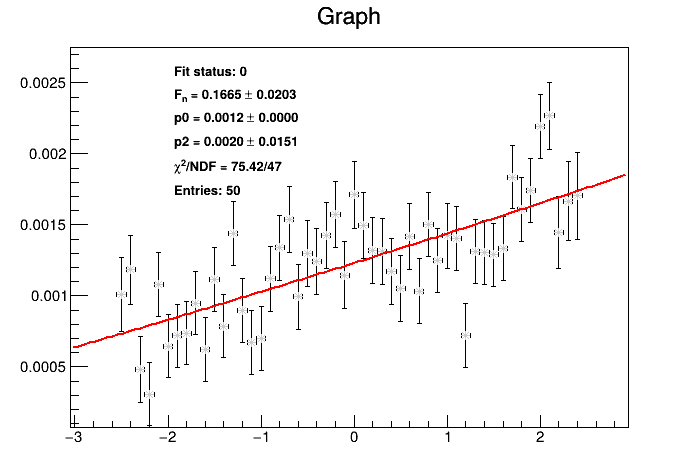 Graph
Fit status: 0
Fn = 0.1665 ± 0.0203
p0 = 0.0012 ± 0.0000
p2 = 0.0020 ± 0.0151
χ²/NDF = 75.42/47
Entries: 50
0.0025
0.002
0.0015
0.001
0.0005
−3 −2 −1 0 1 2